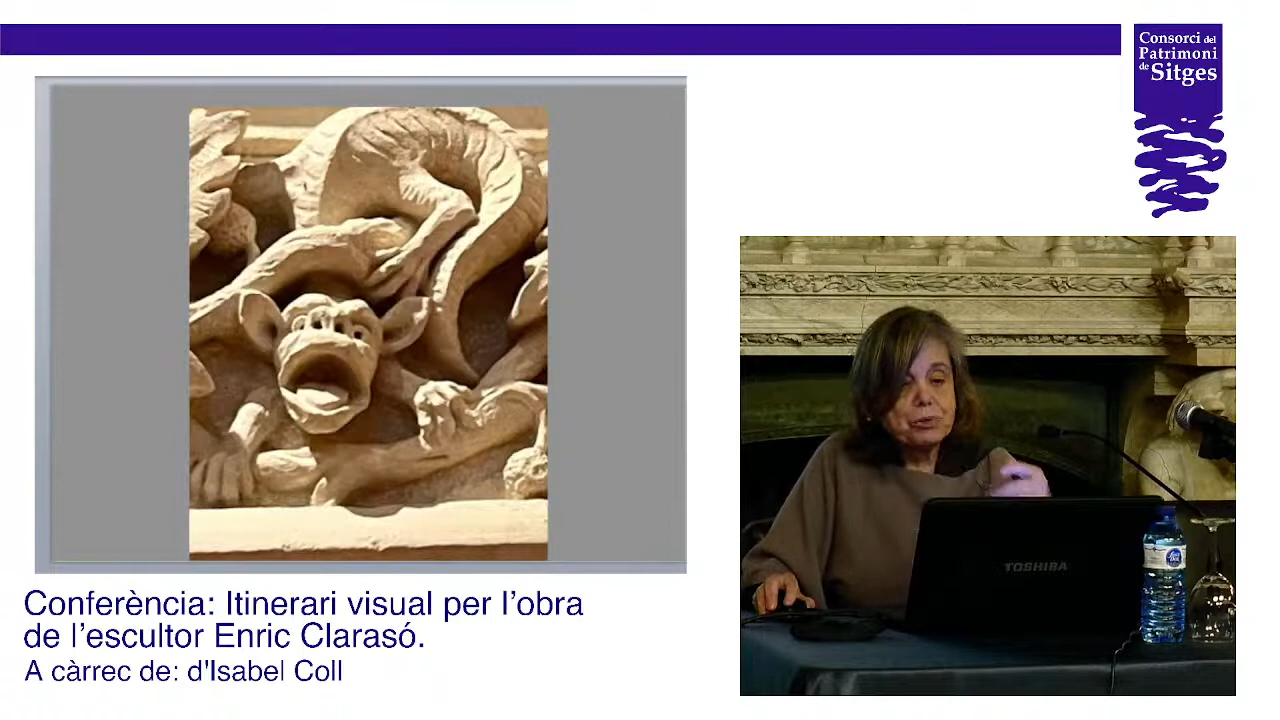 Consorci del
Patrimoni
de Sitges
TOSHIBA
Conferència: Itinerari visual per l'obra
de l'escultor Enric Clarasó.
A càrrec de: d'Isabel Coll